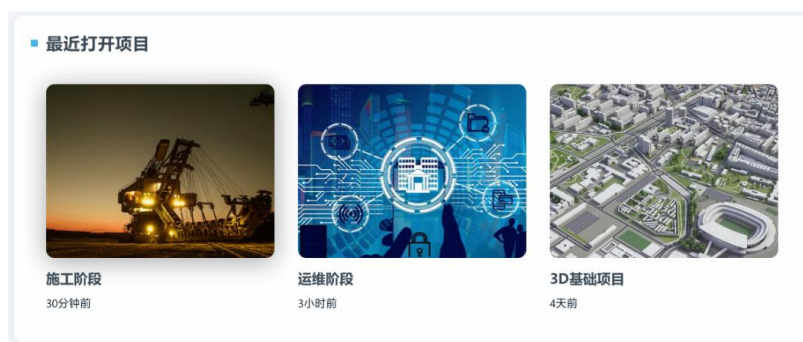 最近打开项目
施工阶段
30分钟前
运维阶段
3小时前
3D基础项目
4天前